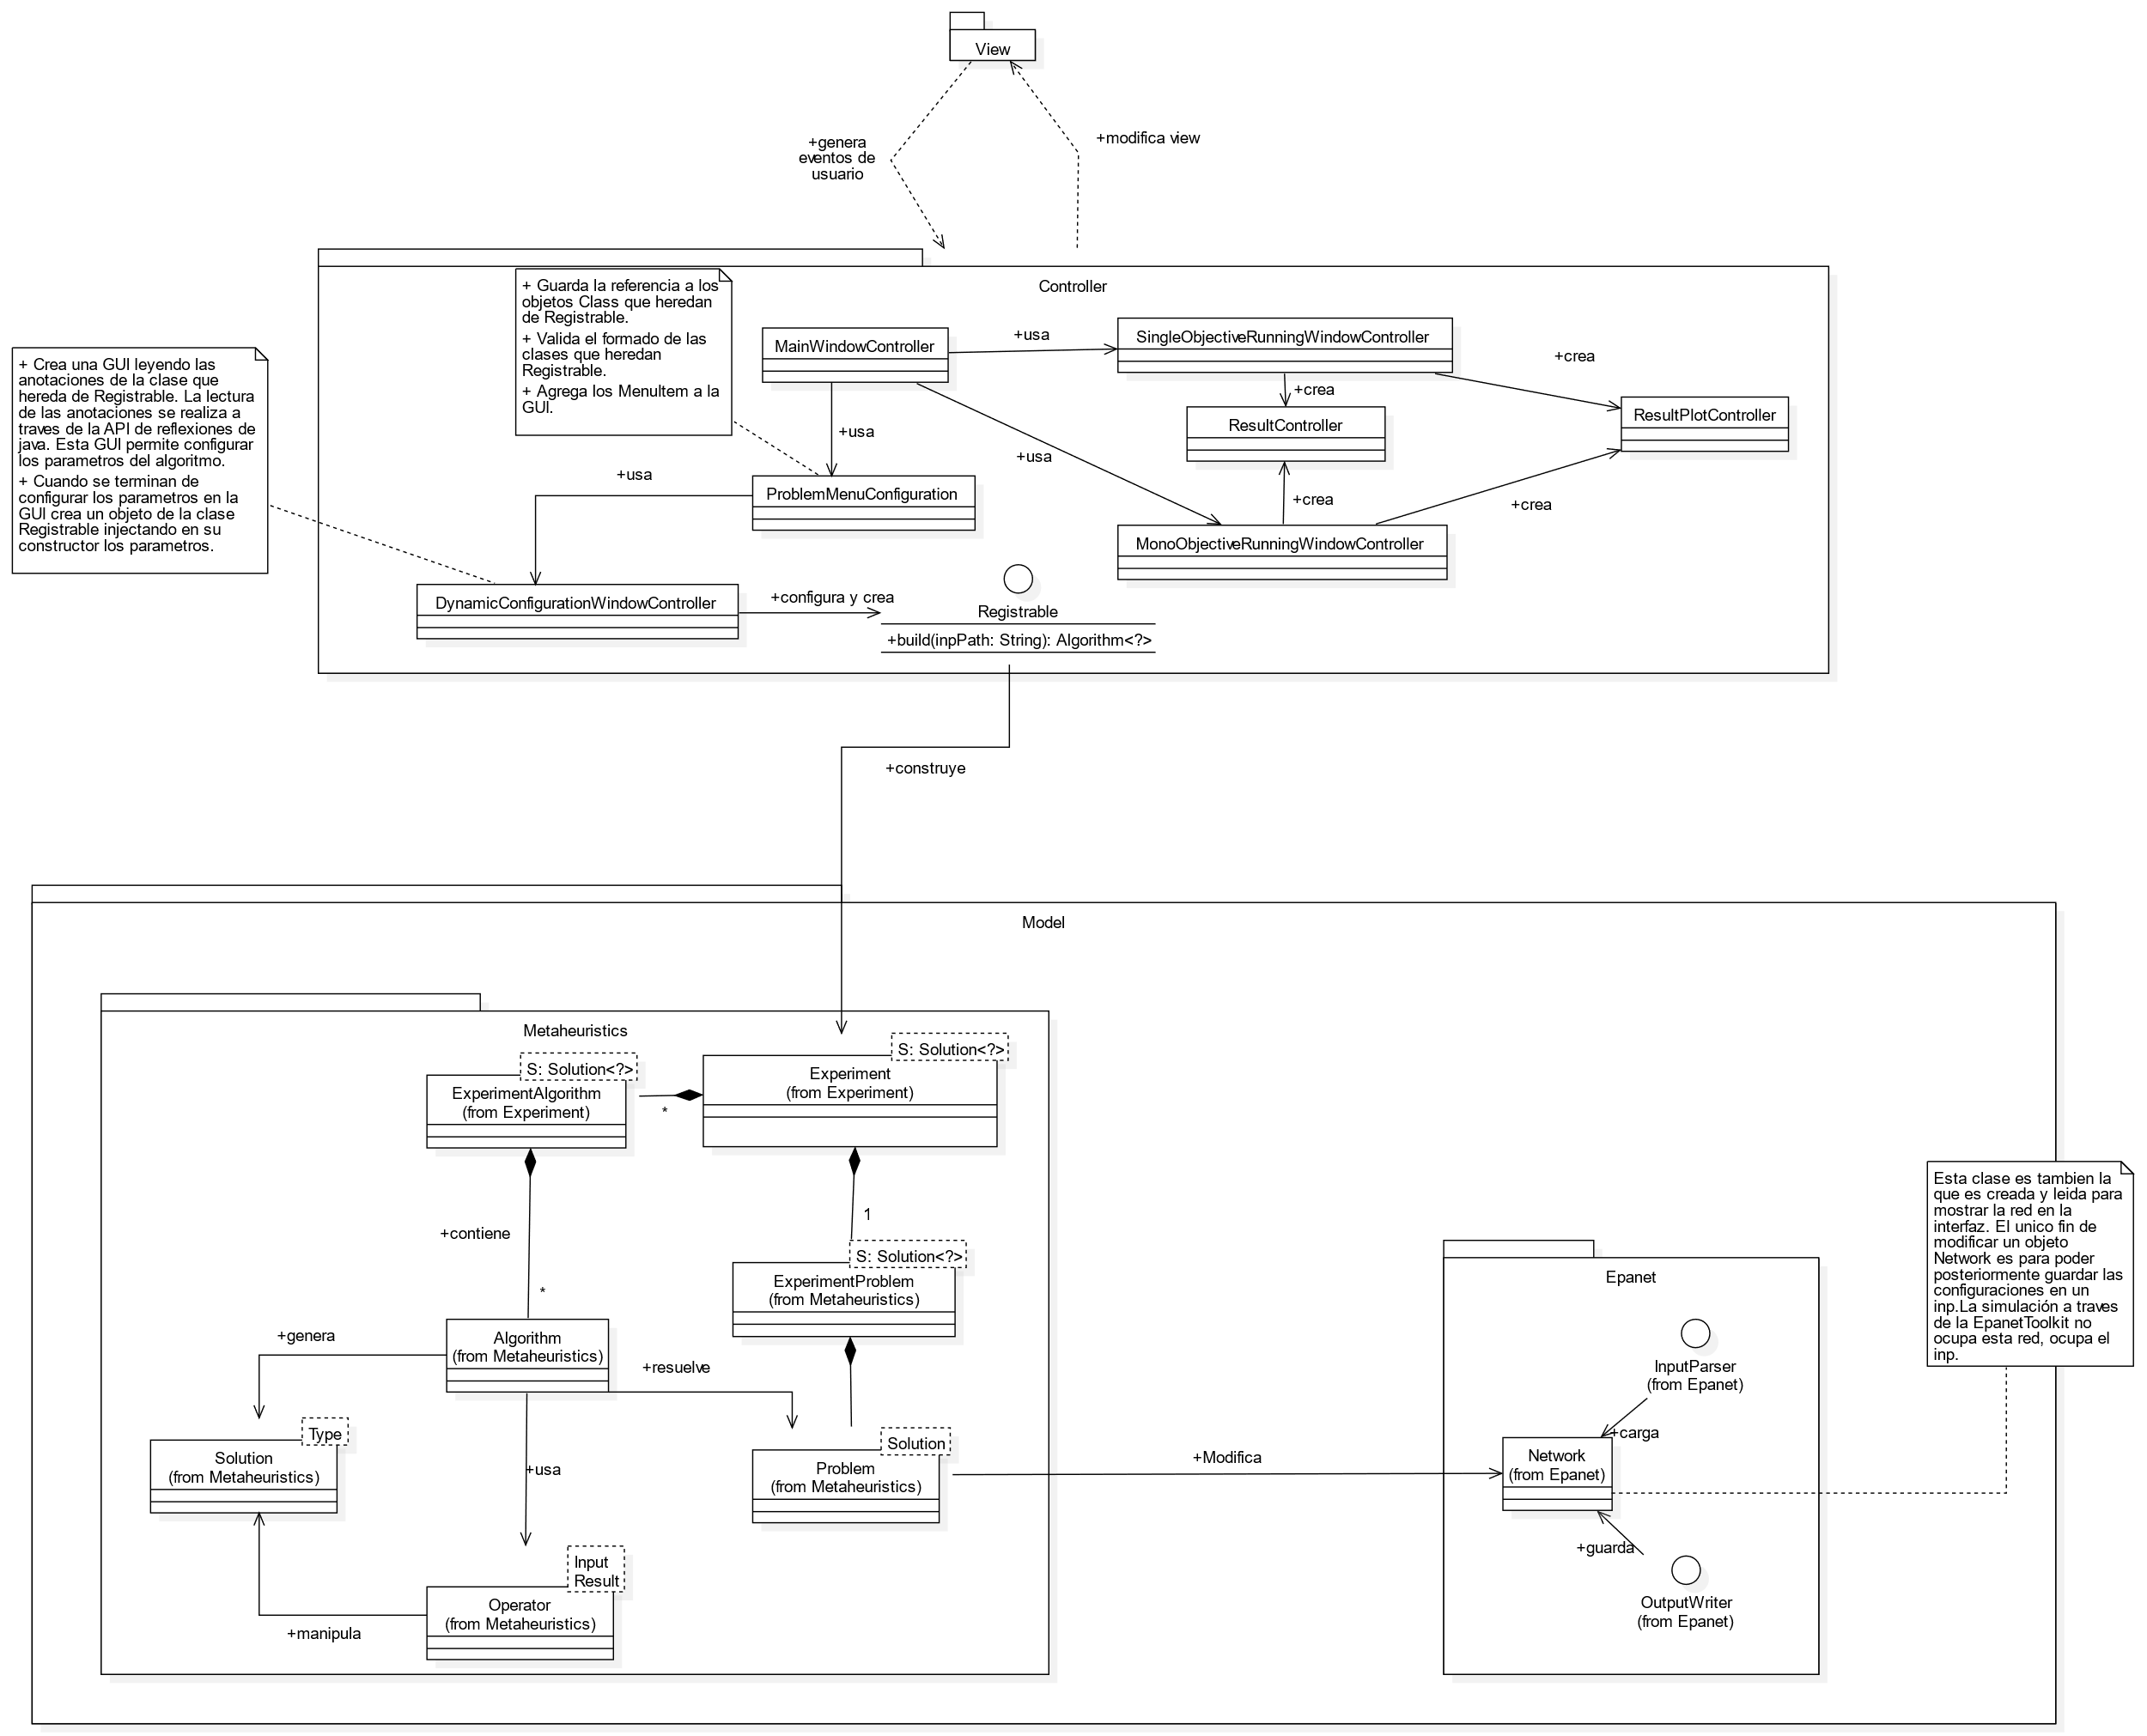 View
+genera
eventos de
usuario
+modifica view
Controller
+ Guarda la referencia a los
objetos Class que heredan
de Registrable.
+ Valida el formado de las
clases que heredan
Registrable.
+ Agrega los MenuItem a la
GUI.
+ Crea una GUI leyendo las
anotaciones de la clase que
hereda de Registrable. La lectura
de las anotaciones se realiza a
traves de la API de reflexiones de
java. Esta GUI permite configurar
los parametros del algoritmo.
+ Cuando se terminan de
configurar los parametros en la
GUI crea un objeto de la clase
Registrable injectando en su
constructor los parametros.
MainWindowController
+usa
SingleObjectiveRunningWindowController
+crea
+crea
ResultController
ResultPlotController
+usa
+usa
+usa
ProblemMenuConfiguration
+crea
+crea
MonoObjectiveRunningWindowController
DynamicConfigurationWindowController
+configura y crea
Registrable
+build(inpPath: String): Algorithm<?>
+construye
Model
Metaheuristics
S: Solution<?>
Experiment
(from Experiment)
S: Solution<?>
ExperimentAlgorithm
(from Experiment)
*
+contiene
*
1
S: Solution<?>
ExperimentProblem
(from Metaheuristics)
Algorithm
(from Metaheuristics)
+genera
+resuelve
Type
Solution
(from Metaheuristics)
+usa
Solution
Problem
(from Metaheuristics)
+Modifica
Input
Result
Operator
(from Metaheuristics)
+manipula
Epanet
InputParser
(from Epanet)
+carga
Network
(from Epanet)
+guarda
OutputWriter
(from Epanet)
Esta clase es tambien la
que es creada y leida para
mostrar la red en la
interfaz. El unico fin de
modificar un objeto
Network es para poder
posteriormente guardar las
configuraciones en un
inp.La simulación a traves
de la EpanetToolkit no
ocupa esta red, ocupa el
inp.